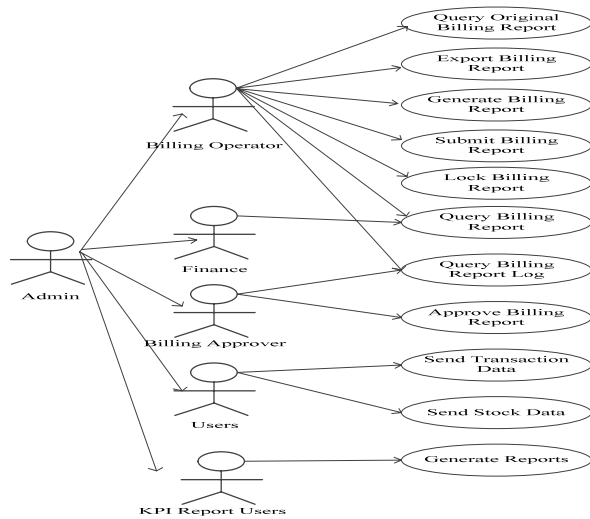 Query Original
Billing Report
Export Billing
Report
Generate Billing
Report
Submit Billing
Report
Lock Billing
Report
Query Billing
Report
Query Billing
Report Log
Approve Billing
Report
Send Transaction
Data
Send Stock Data
Generate Reports
Billing Operator
Finance
Billing Approver
Users
KPI Report Users
Admin